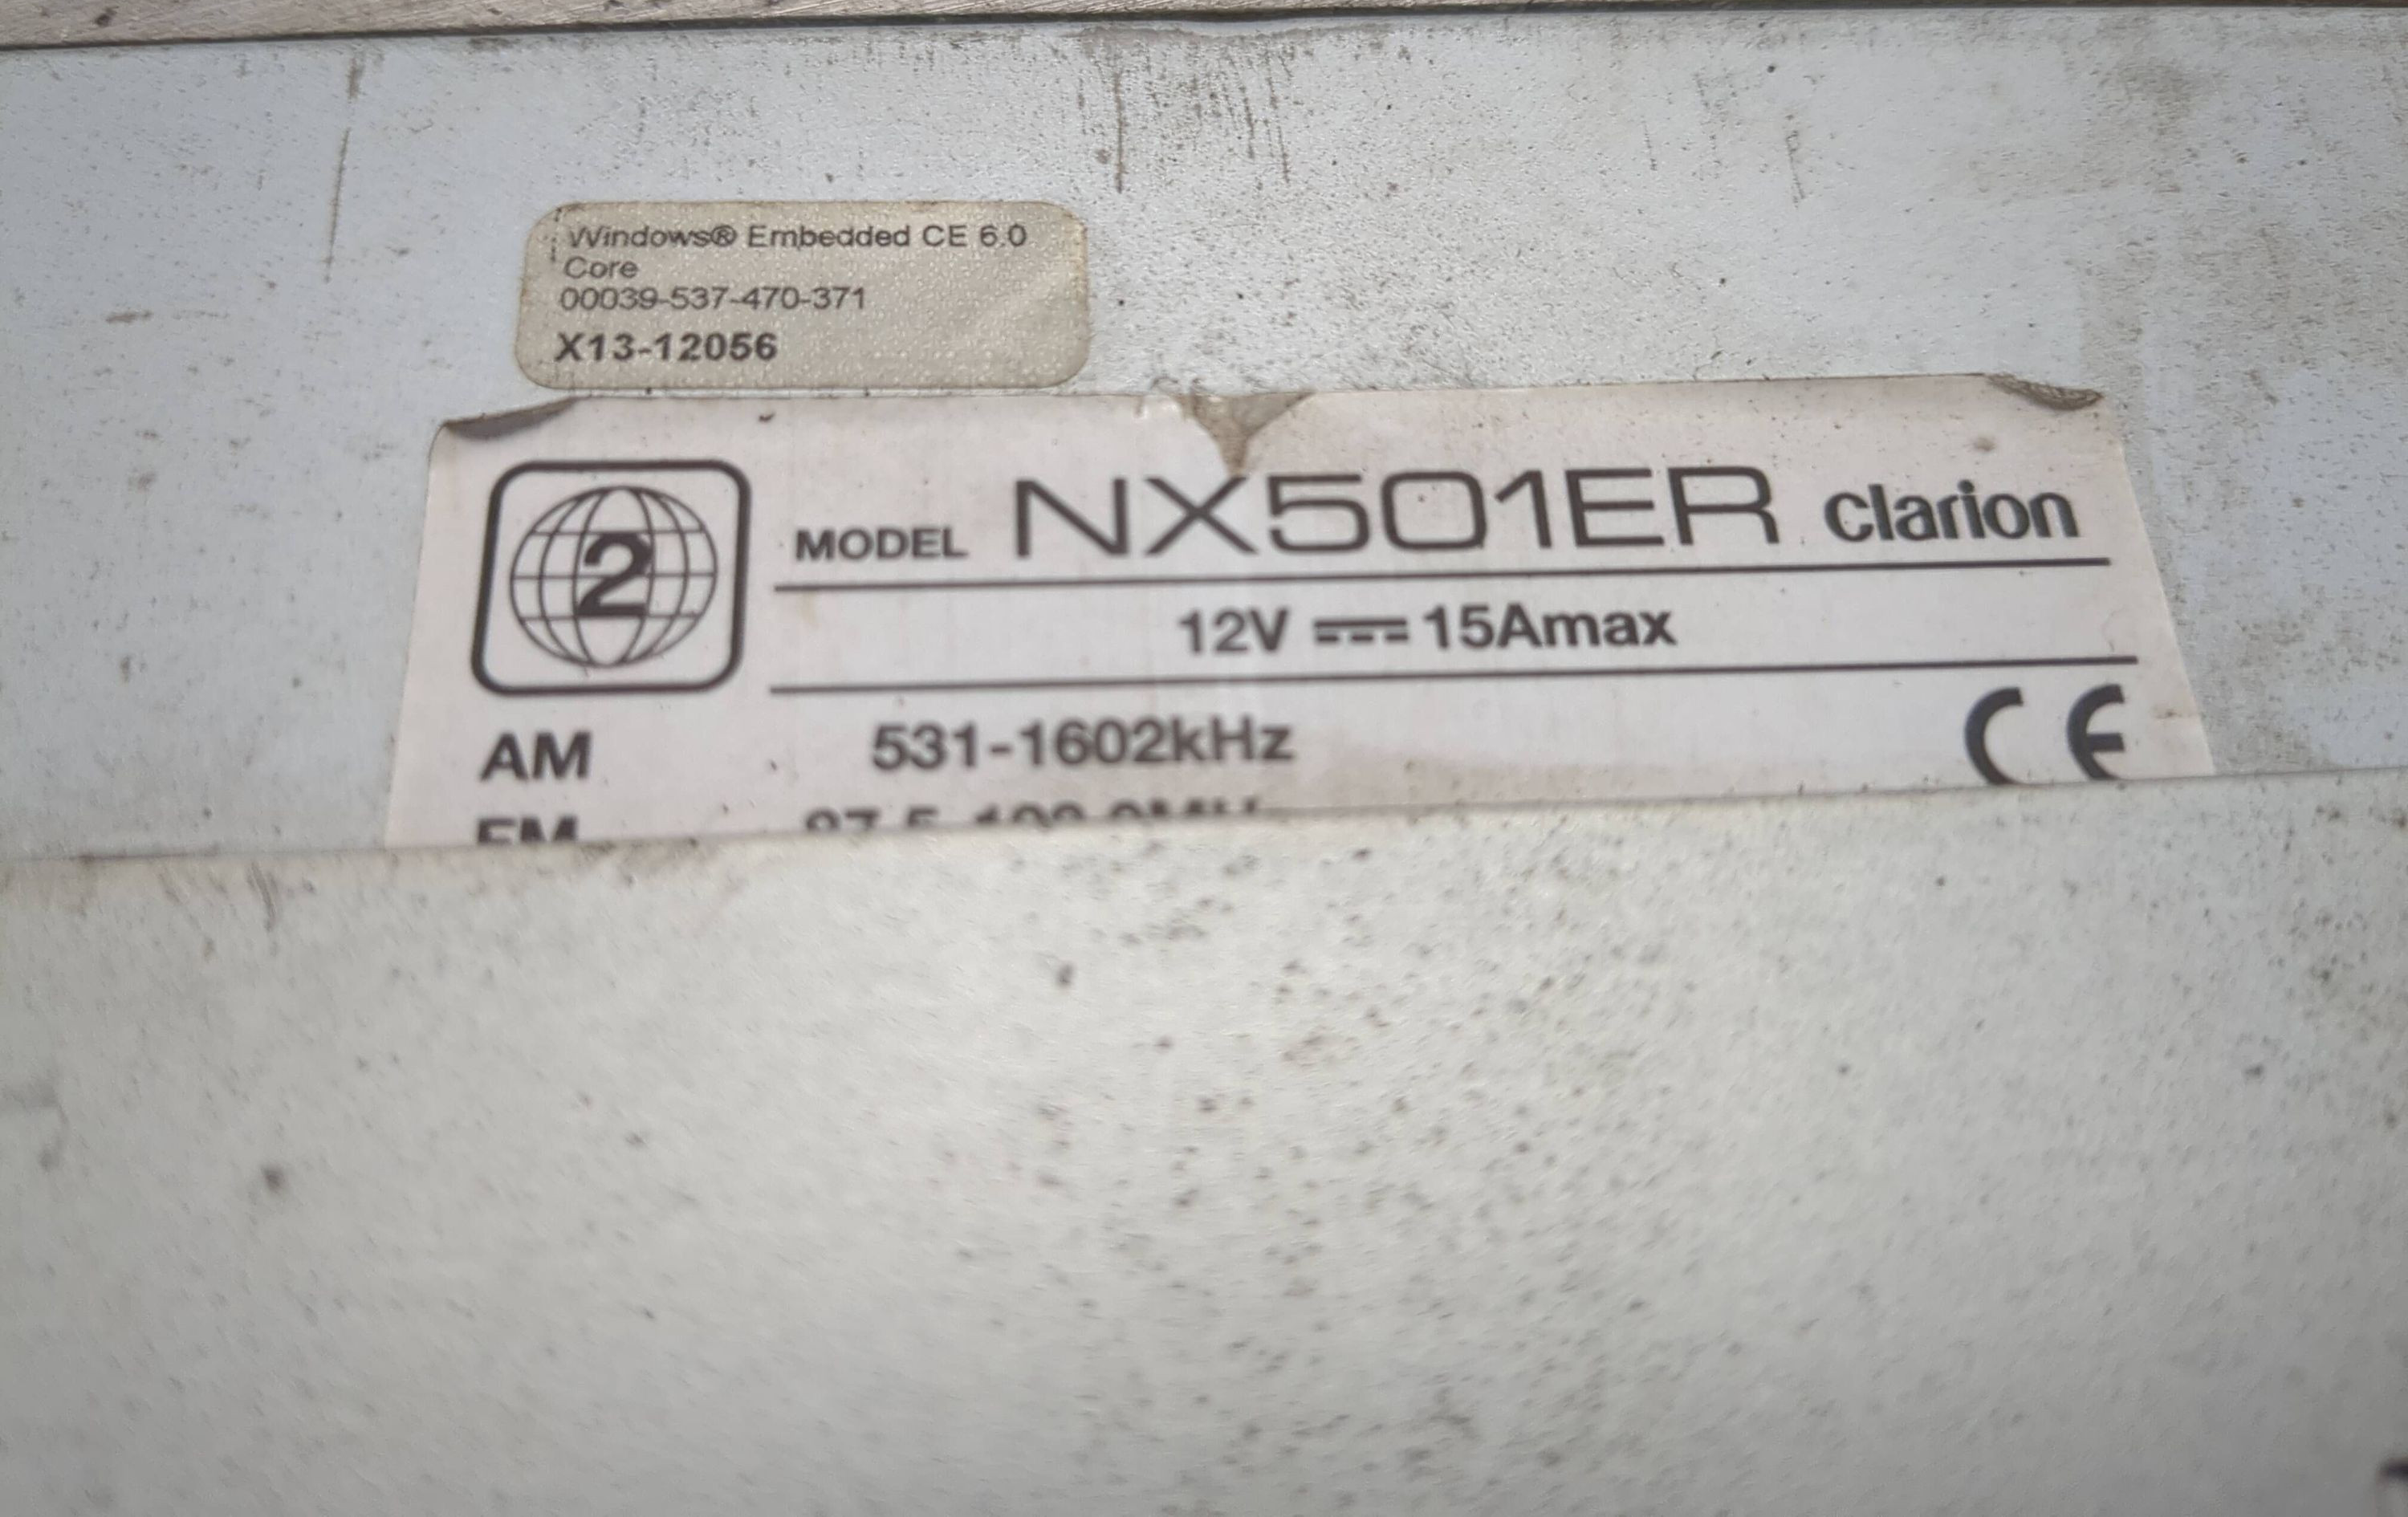 Windows® Embedded CE 6.0
Core
00039-537-470-371
X13-12056
2
MODEL NX501ER Clarion
12V ⎓ 15Amax
AM 531-1602kHz
CE
FM